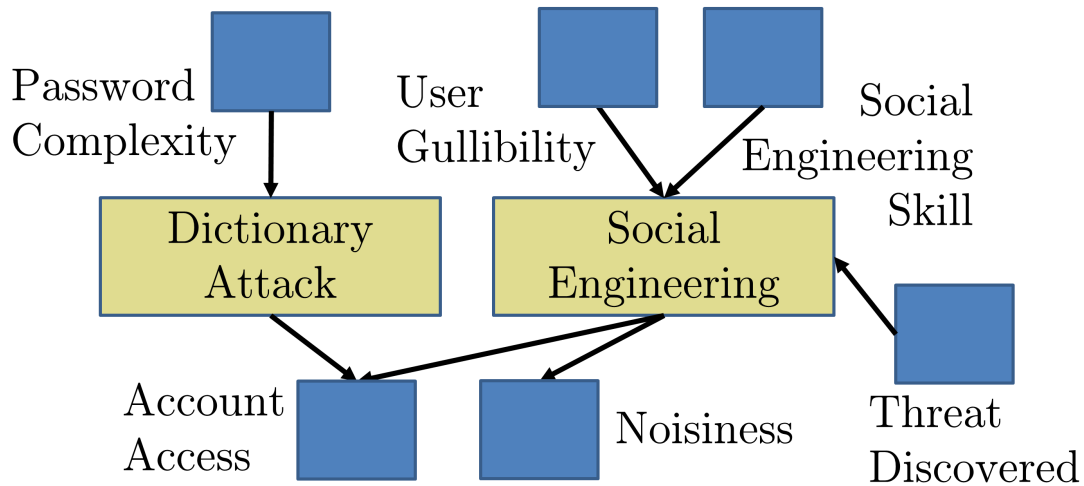 Password
Complexity
User
Gullibility
Social
Engineering
Skill
Dictionary
Attack
Social
Engineering
Account
Access
Noisiness
Threat
Discovered